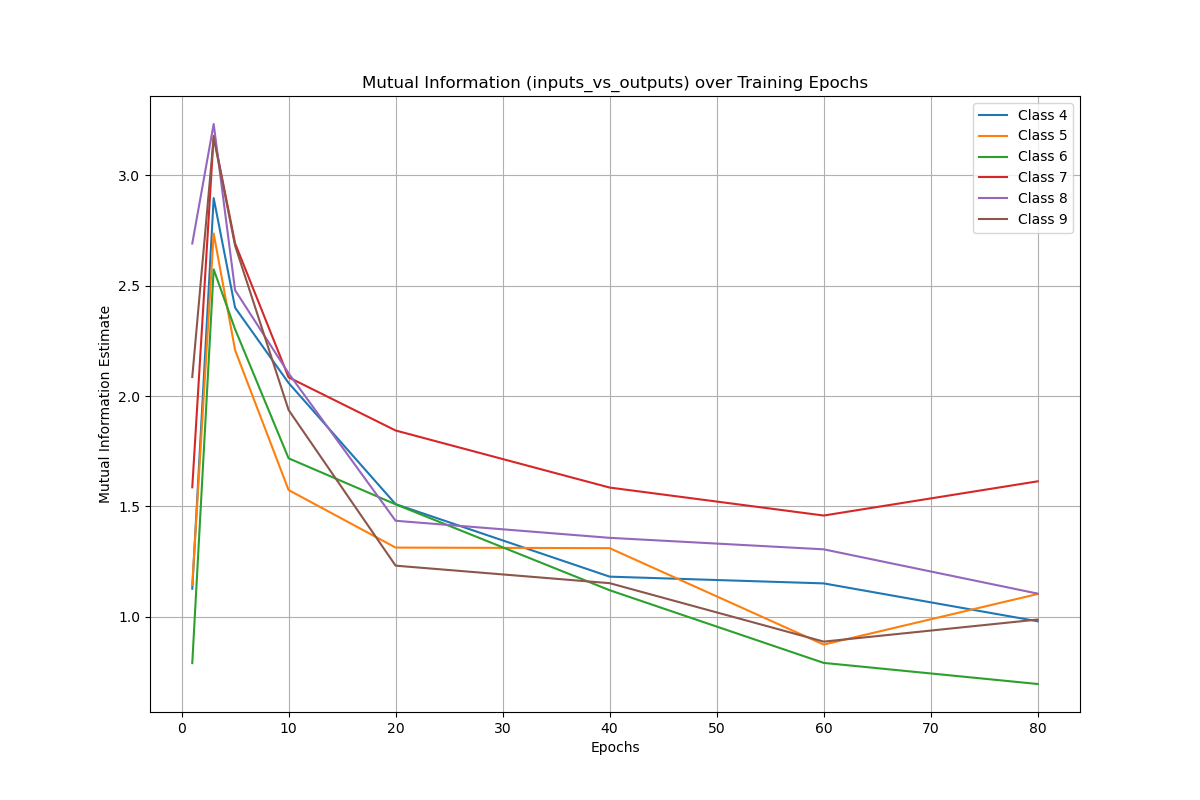 Mutual Information (inputs_vs_outputs) over Training Epochs
Class 4
Class 5
Class 6
Class 7
Class 8
Class 9
Mutual Information Estimate
3.0
2.5
2.0
1.5
1.0
0 10 20 30 40 50 60 70 80
Epochs